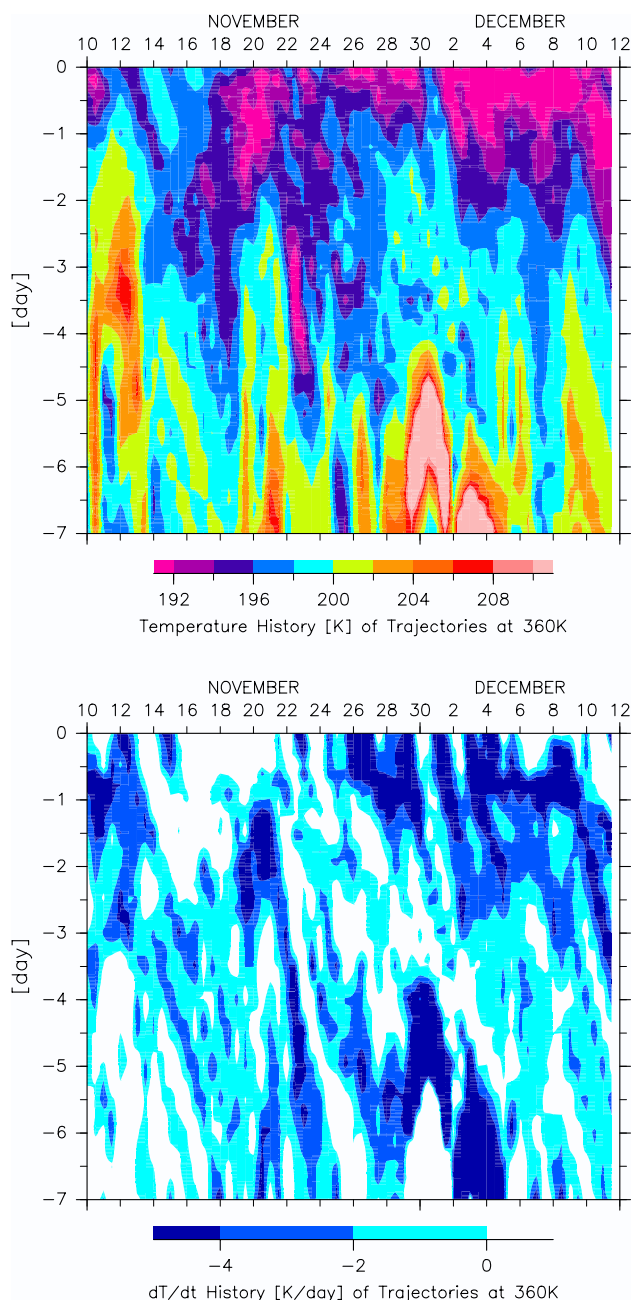 NOVEMBER DECEMBER
10 12 14 16 18 20 22 24 26 28 30 2 4 6 8 10 12
0
−1
−2
−3
[day]
−4
−5
−6
−7
192 196 200 204 208
Temperature History [K] of Trajectories at 360K
NOVEMBER DECEMBER
10 12 14 16 18 20 22 24 26 28 30 2 4 6 8 10 12
0
−1
−2
−3
[day]
−4
−5
−6
−7
−4 −2 0
dT/dt History [K/day] of Trajectories at 360K